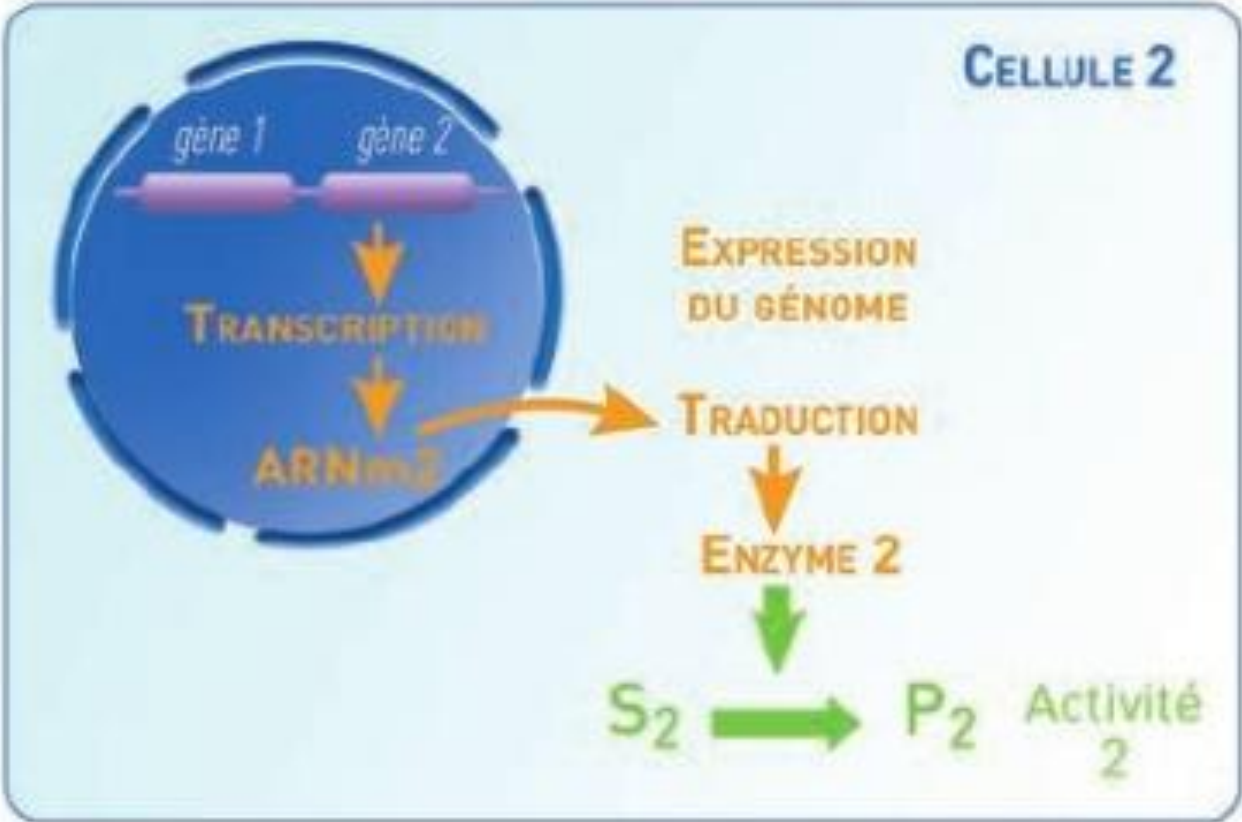 CELLULE 2
gène 1 gène 2
EXPRESSION
DU GÉNOME
TRANSCRIPTION
TRADUCTION
ARNm2
ENZYME 2
S₂ P₂ Activité
2